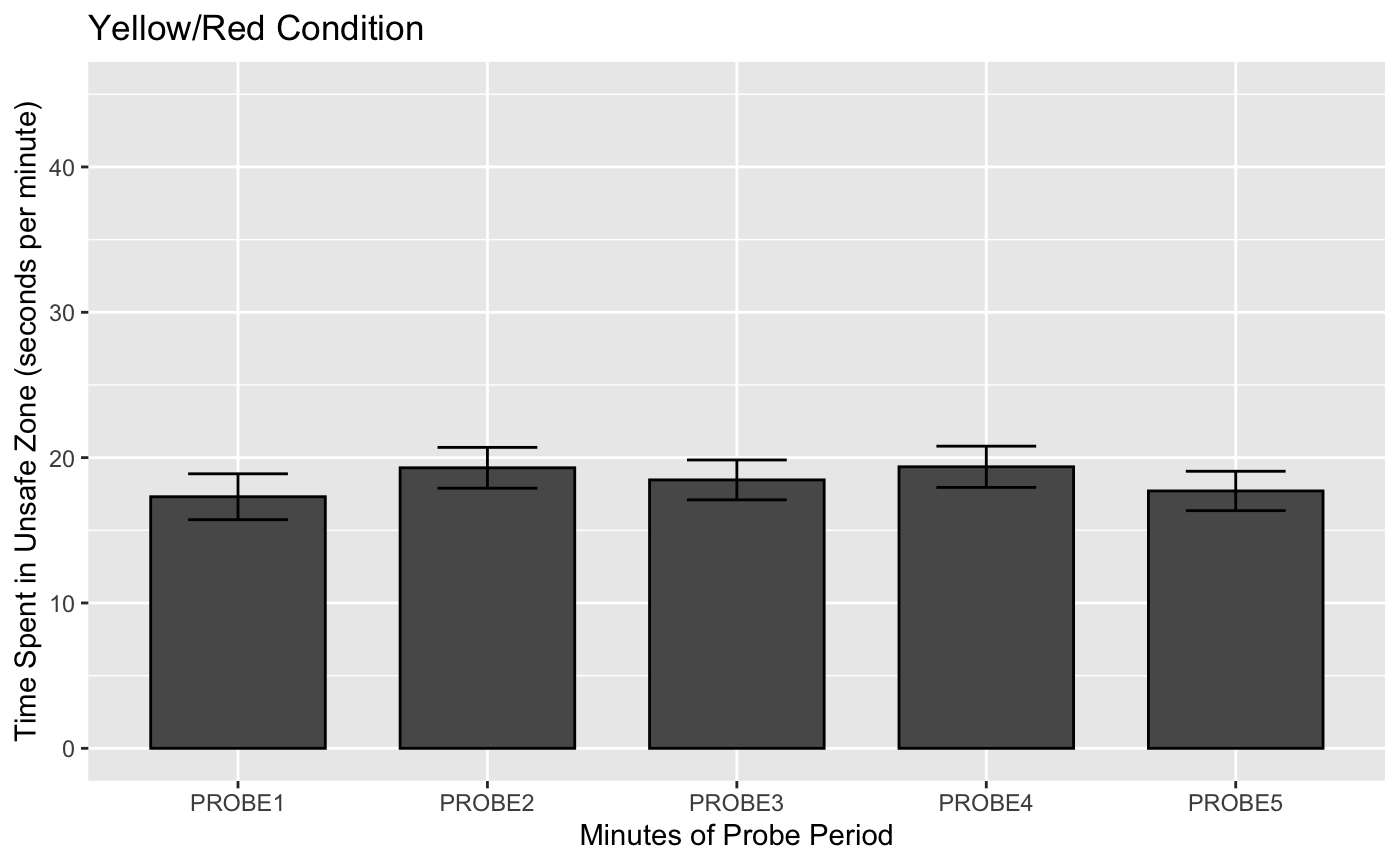 Yellow/Red Condition
Time Spent in Unsafe Zone (seconds per minute)
40
30
20
10
0
PROBE1 PROBE2 PROBE3 PROBE4 PROBE5
Minutes of Probe Period